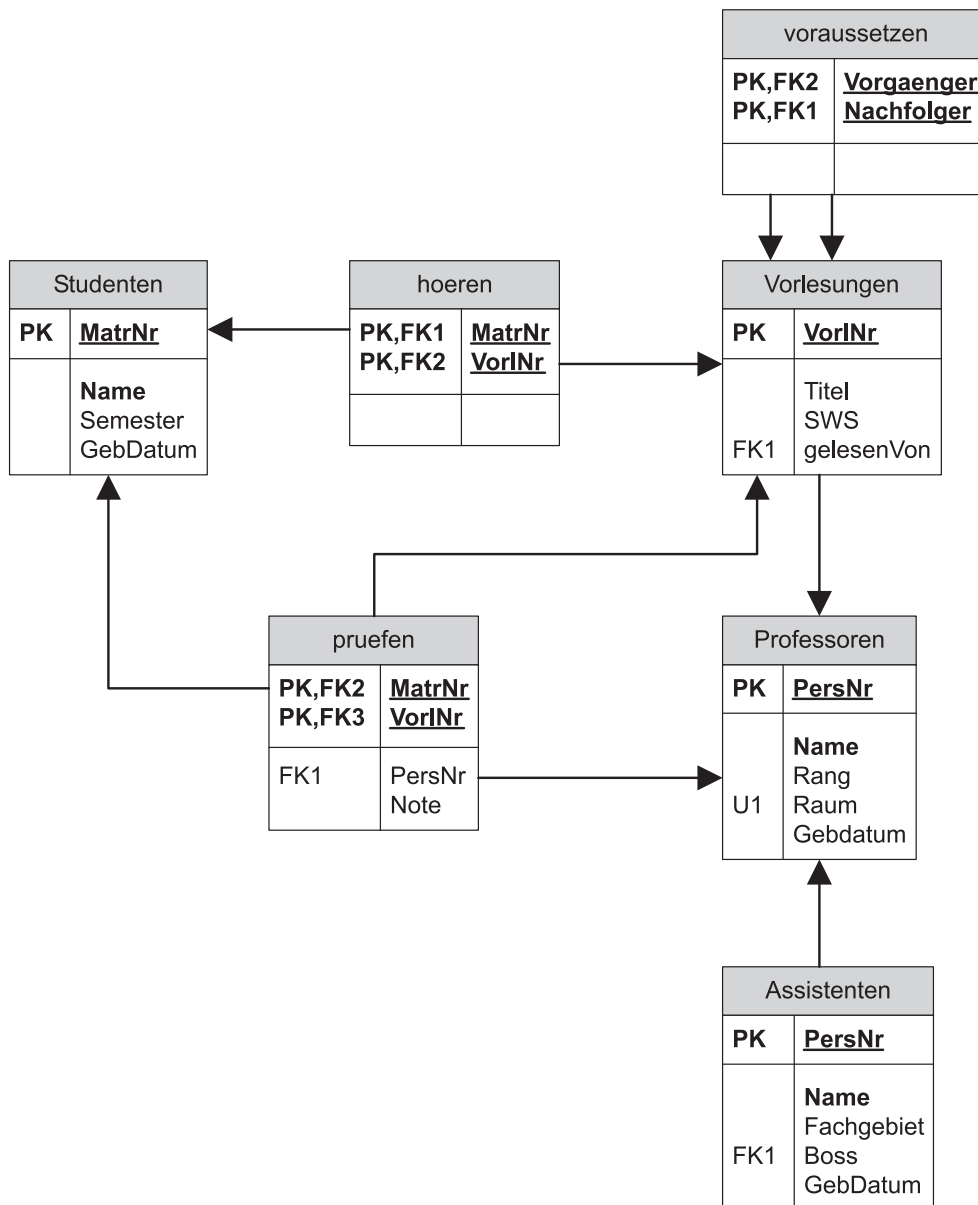 voraussetzen
PK,FK2 Vorgaenger
PK,FK1 Nachfolger
Studenten
PK MatrNr
Name
Semester
GebDatum
hoeren
PK,FK1 MatrNr
PK,FK2 VorlNr
Vorlesungen
PK VorlNr
Titel
SWS
FK1 gelesenVon
pruefen
PK,FK2 MatrNr
PK,FK3 VorlNr
FK1 PersNr
Note
Professoren
PK PersNr
Name
Rang
U1 Raum
Gebdatum
Assistenten
PK PersNr
Name
Fachgebiet
FK1 Boss
GebDatum